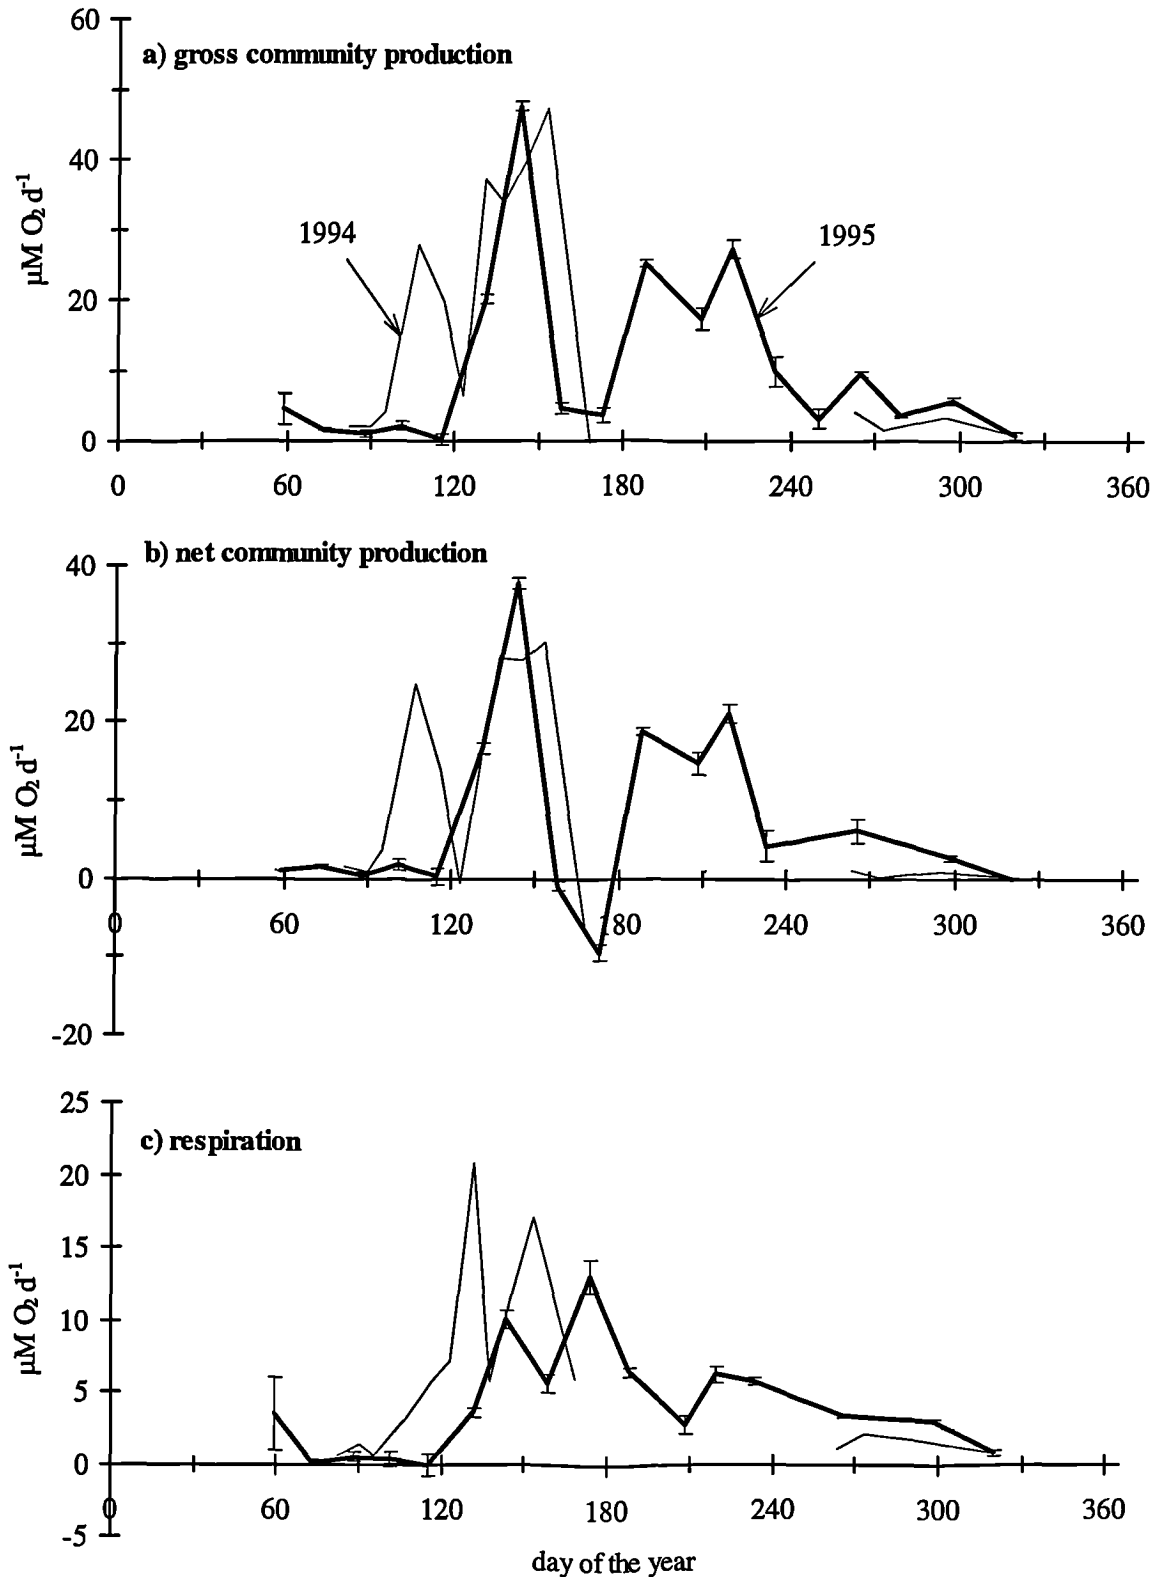 60
a) gross community production
40
µM O₂ d⁻¹
1994
1995
20
0
0 60 120 180 240 300 360
b) net community production
40
20
µM O₂ d⁻¹
0
0 60 120 180 240 300 360
-20
25
c) respiration
20
15
µM O₂ d⁻¹
10
5
0
0 60 120 180 240 300 360
-5
day of the year